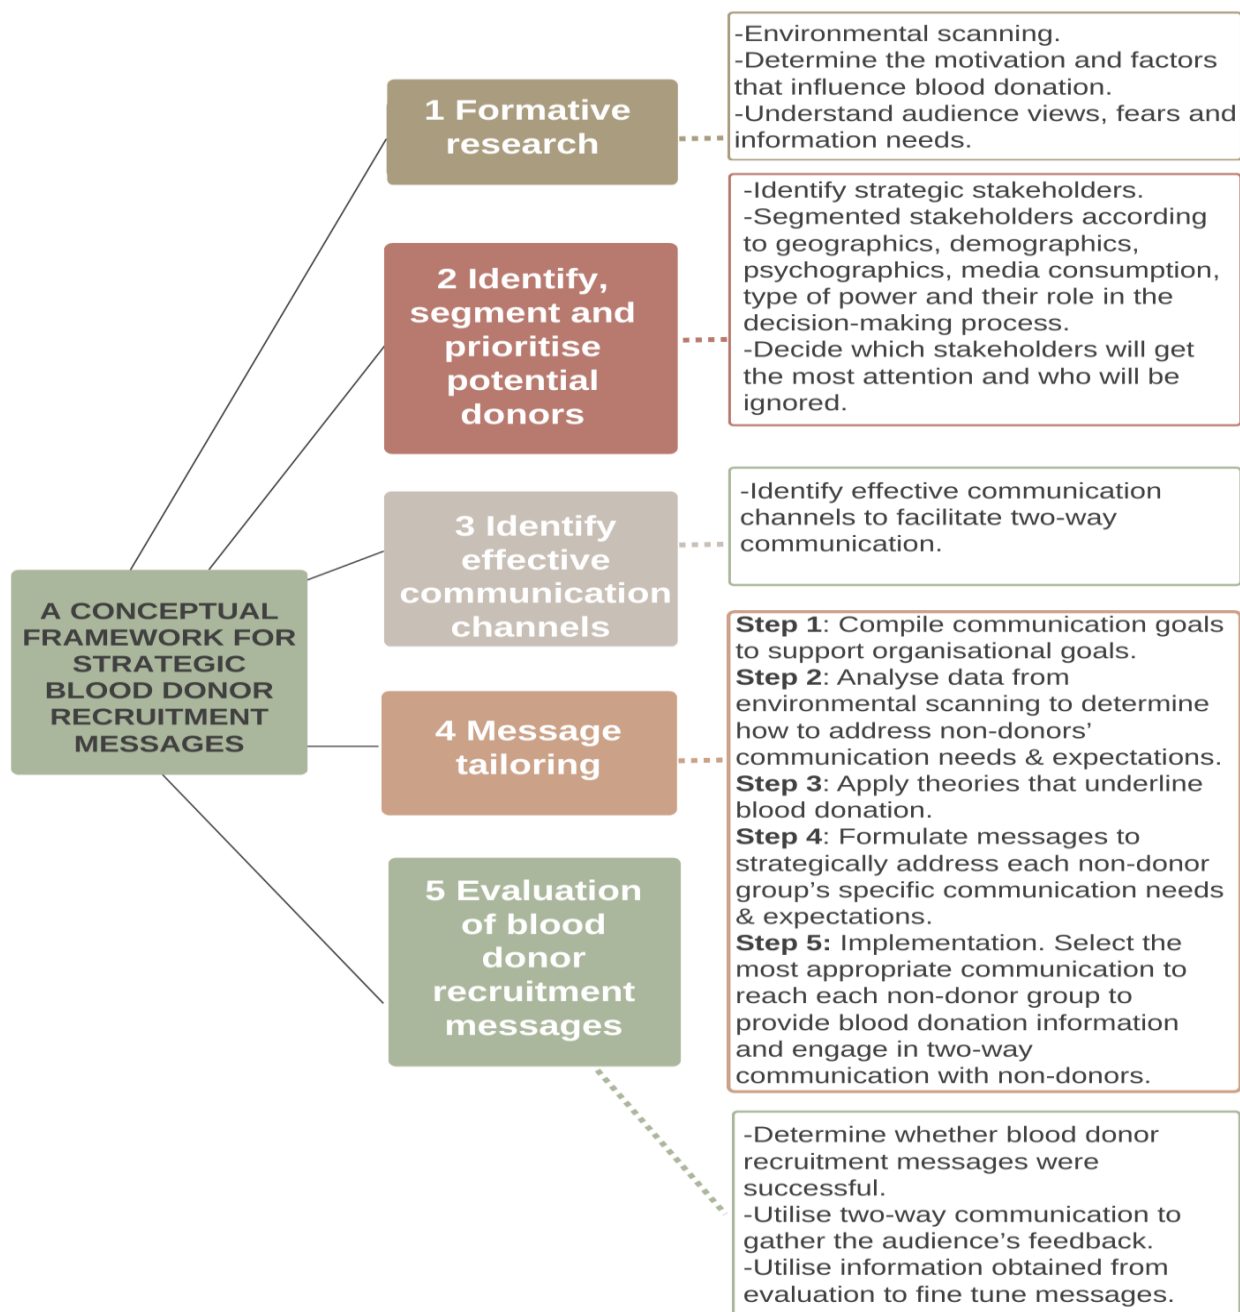 1 Formative
research
-Environmental scanning.
-Determine the motivation and factors
that influence blood donation.
-Understand audience views, fears and
information needs.
2 Identify,
segment and
prioritise
potential
donors
-Identify strategic stakeholders.
-Segmented stakeholders according
to geographics, demographics,
psychographics, media consumption,
type of power and their role in the
decision-making process.
-Decide which stakeholders will get
the most attention and who will be
ignored.
3 Identify
effective
communication
channels
-Identify effective communication
channels to facilitate two-way
communication.
A CONCEPTUAL
FRAMEWORK FOR
STRATEGIC
BLOOD DONOR
RECRUITMENT
MESSAGES
4 Message
tailoring
Step 1: Compile communication goals
to support organisational goals.
Step 2: Analyse data from
environmental scanning to determine
how to address non-donors’
communication needs & expectations.
Step 3: Apply theories that underline
blood donation.
Step 4: Formulate messages to
strategically address each non-donor
group’s specific communication needs
& expectations.
Step 5: Implementation. Select the
most appropriate communication to
reach each non-donor group to
provide blood donation information
and engage in two-way
communication with non-donors.
5 Evaluation
of blood
donor
recruitment
messages
-Determine whether blood donor
recruitment messages were
successful.
-Utilise two-way communication to
gather the audience’s feedback.
-Utilise information obtained from
evaluation to fine tune messages.